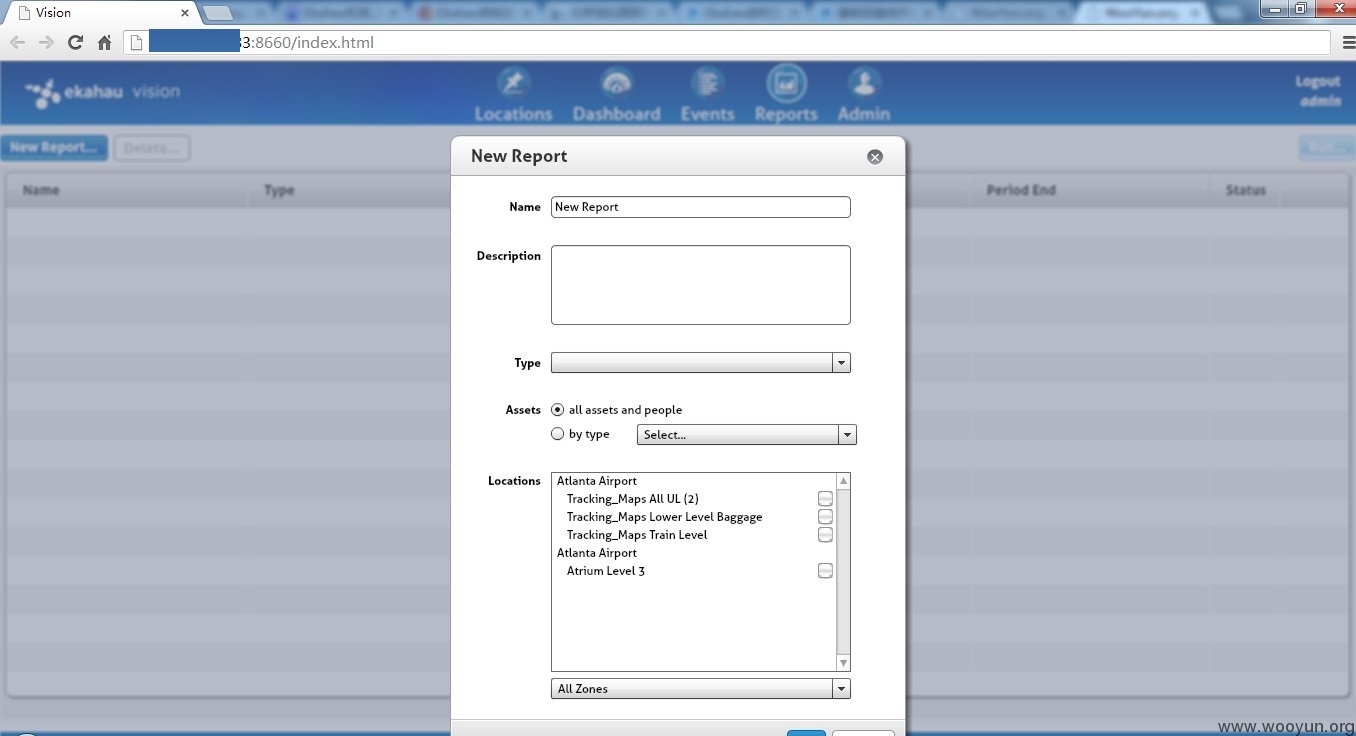 Vision
3:8660/index.html
ekahau vision
Locations
Dashboard
Events
Reports
Admin
Logout
admin
New Report...
Delete...
Name
Type
Period End
Status
New Report
Name
New Report
Description
Type
Assets
all assets and people
by type
Select...
Locations
Atlanta Airport
Tracking_Maps All UL (2)
Tracking_Maps Lower Level Baggage
Tracking_Maps Train Level
Atlanta Airport
Atrium Level 3
All Zones
www.wooyun.org